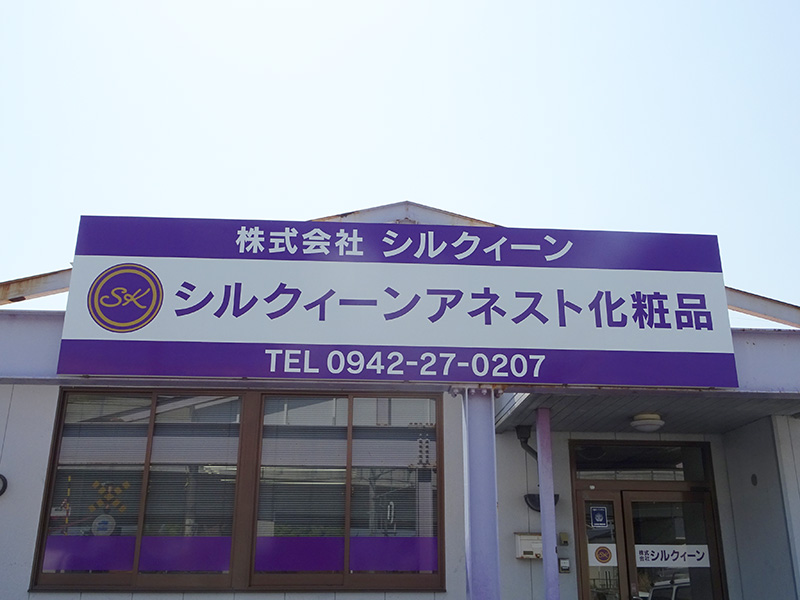 株式会社 シルクィーン
SK
シルクィーンアネスト化粧品
TEL 0942-27-0207
株式会社シルクィーン